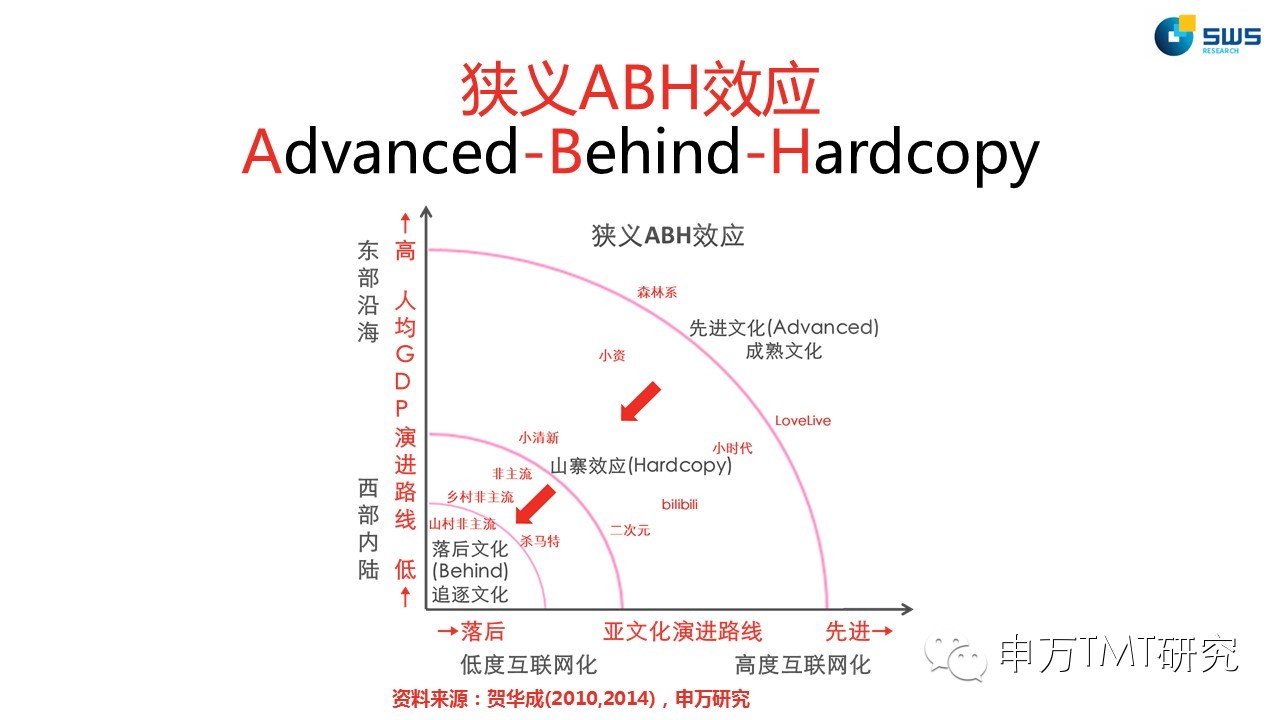 SWS
RESEARCH
狭义ABH效应
Advanced-Behind-Hardcopy
狭义ABH效应
东部沿海
西部内陆
↑高 人均GDP演进路线 低↑
森林系
先进文化(Advanced)
成熟文化
小资
LoveLive
小清新
小时代
山寨效应(Hardcopy)
非主流
乡村非主流
bilibili
山村非主流
二次元
杀马特
落后文化
(Behind)
追逐文化
→落后 亚文化演进路线 先进→
低度互联网化 高度互联网化
申万TMT研究
资料来源：贺华成(2010,2014)，申万研究